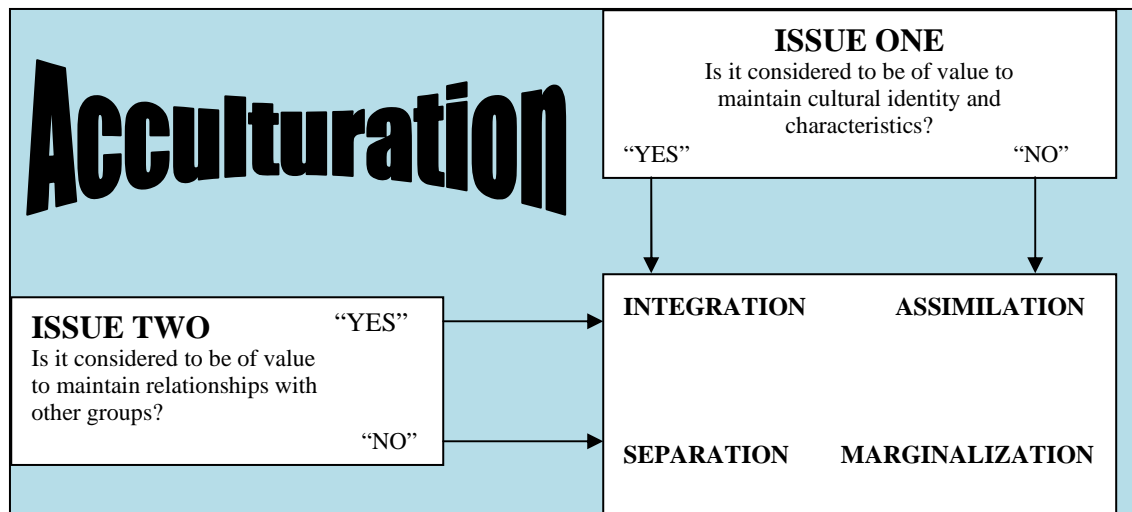 Acculturation
ISSUE ONE
Is it considered to be of value to
maintain cultural identity and
characteristics?
“YES” “NO”
ISSUE TWO “YES”
Is it considered to be of value
to maintain relationships with
other groups?
“NO”
INTEGRATION ASSIMILATION
SEPARATION MARGINALIZATION